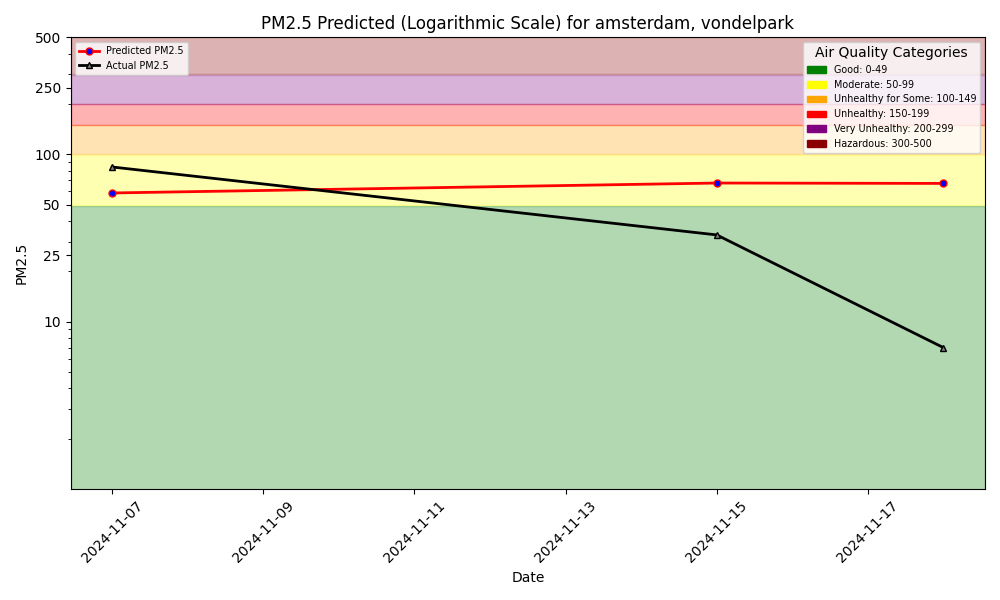 PM2.5 Predicted (Logarithmic Scale) for amsterdam, vondelpark
Predicted PM2.5
Actual PM2.5
Air Quality Categories
Good: 0-49
Moderate: 50-99
Unhealthy for Some: 100-149
Unhealthy: 150-199
Very Unhealthy: 200-299
Hazardous: 300-500
500
250
100
50
25
10
PM2.5
2024-11-07
2024-11-09
2024-11-11
2024-11-13
2024-11-15
2024-11-17
Date